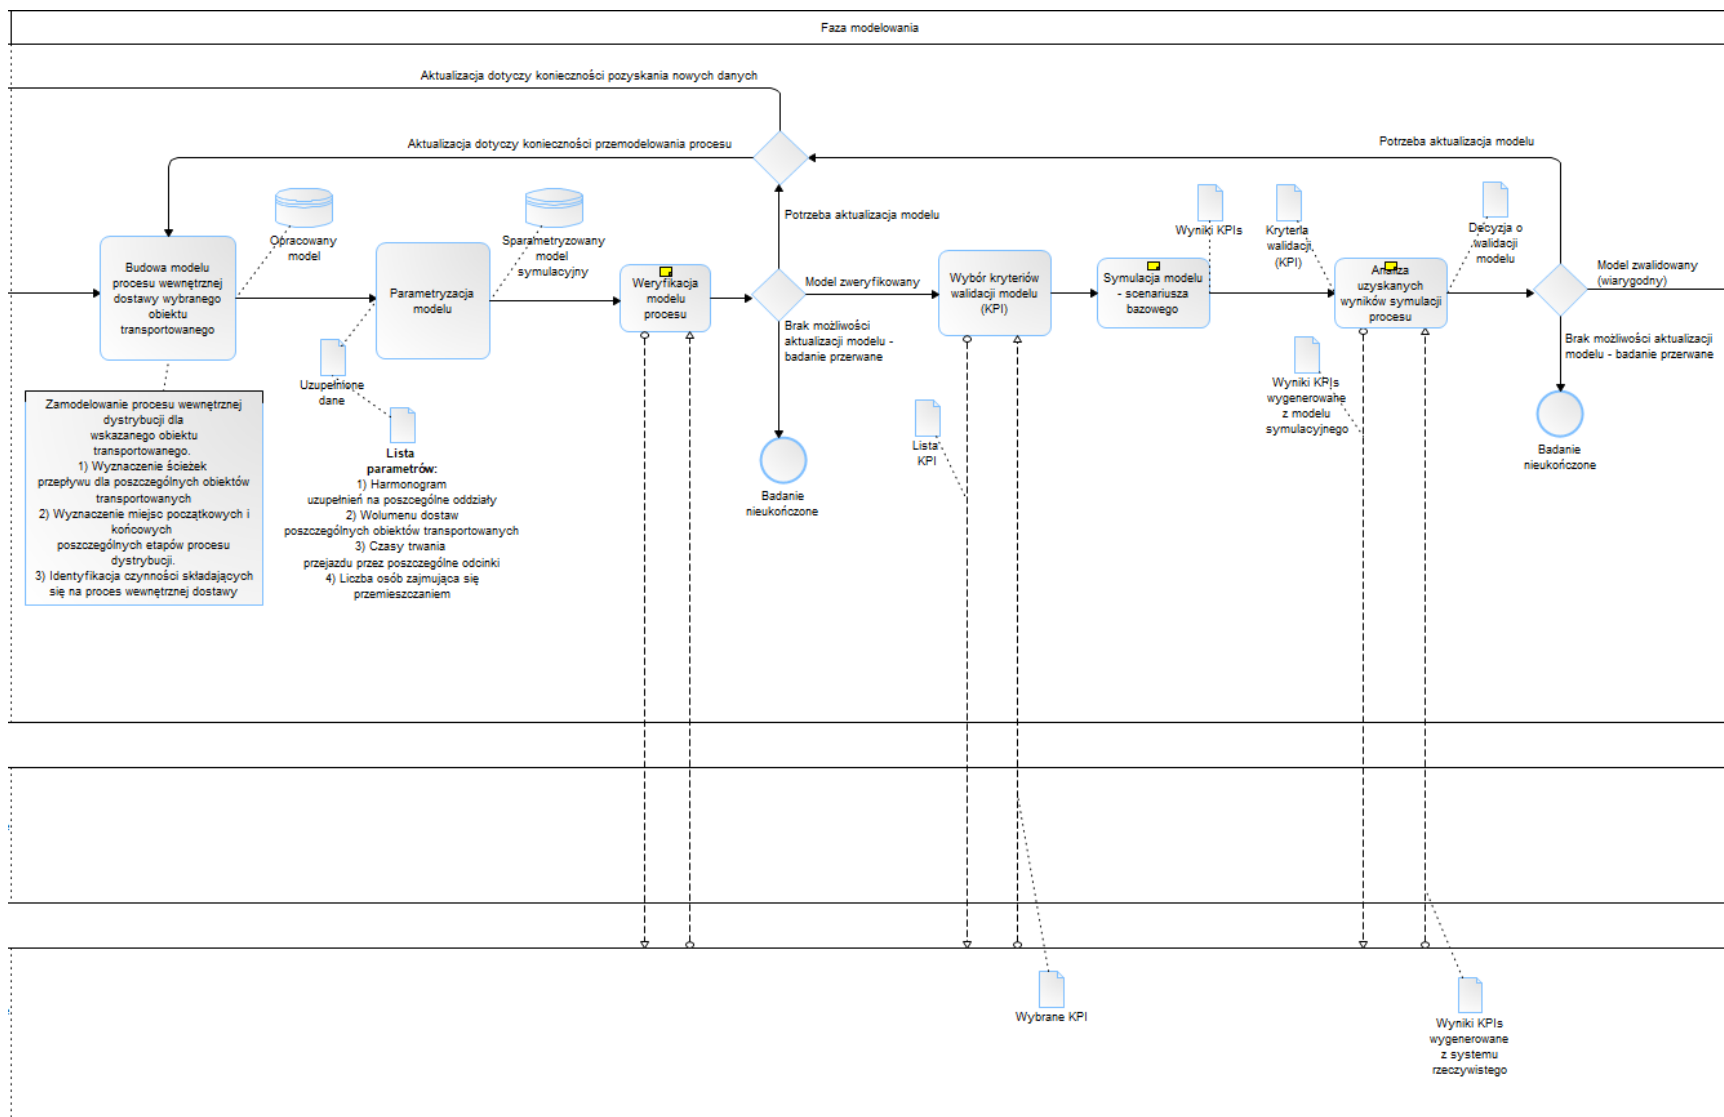 Faza modelowania
Aktualizacja dotyczy konieczności pozyskania nowych danych
Aktualizacja dotyczy konieczności przemodelowania procesu
Potrzeba aktualizacja modelu
Opracowany
model
Sparametryzowany
model
symulacyjny
Potrzeba aktualizacja modelu
Wyniki KPIs
Kryteria
walidacji
(KPI)
Decyzja o
walidacji
modelu
Budowa modelu
procesu wewnętrznej
dostawy wybranego
obiektu
transportowanego
Parametryzacja
modelu
Weryfikacja
modelu
procesu
Model zweryfikowany
Wybór kryteriów
walidacji modelu
(KPI)
Symulacja modelu
- scenariusza
bazowego
Analiza
uzyskanych
wyników symulacji
procesu
Model zwalidowany
(wiarygodny)
Brak możliwości
aktualizacji modelu -
badanie przerwane
Brak możliwości aktualizacji
modelu - badanie przerwane
Uzupełnione
dane
Wyniki KPIs
wygenerowane
z modelu
symulacyjnego
Zamodelowanie procesu wewnętrznej
dystrybucji dla
wskazanego obiektu
transportowanego.
1) Wyznaczenie ścieżek
przepływu dla poszczególnych obiektów
transportowanych
2) Wyznaczenie miejsc początkowych i
końcowych
poszczególnych etapów procesu
dystrybucji.
3) Identyfikacja czynności składających
się na proces wewnętrznej dostawy
Lista
parametrów:
1) Harmonogram
uzupełnień na poszcególne oddziały
2) Wolumenu dostaw
poszczególnych obiektów transportowanych
3) Czasy trwania
przejazdu przez poszczególne odcinki
4) Liczba osób zajmująca się
przemieszczaniem
Lista
KPI
Badanie
nieukończone
Badanie
nieukończone
Wybrane KPI
Wyniki KPIs
wygenerowane
z systemu
rzeczywistego